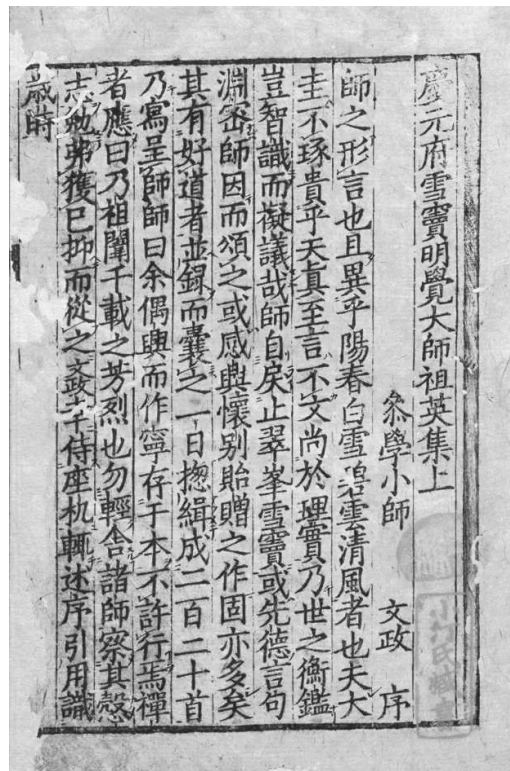 慶元府雪竇明覺大師祖英集上
叅學小師　文政　序
師之形言也且異乎陽春白雪碧雲清風者也夫大
圭不琢貴乎天真至言不文尚於理實乃世之衡鑑
豈智識而擬議哉師自戾止翠峯雪竇或先德言句
淵密師因而頌之或感興懷別貽贈之作固亦多矣
其有好道者並録而囊之一日揔緝成二百二十首
乃寫呈師師曰余偶興而作寧存于本不許行焉禪
者應曰乃祖闡千載之芳烈也勿輕舍諸師察其慤
志勉弗獲已抑而從之文政幸侍座机輙述序引用識
歲時